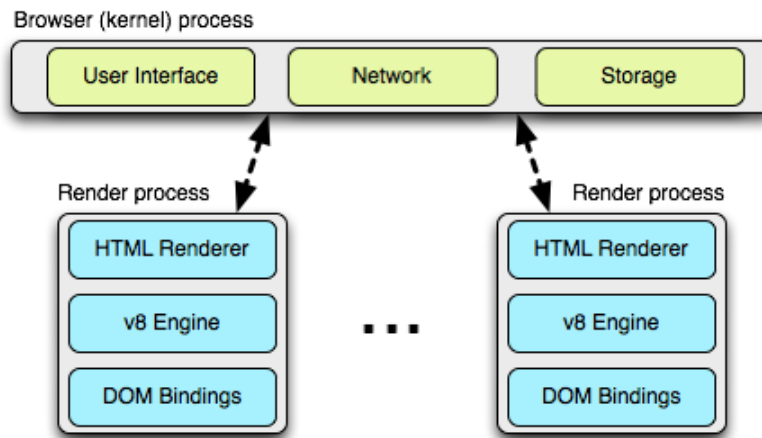 Browser (kernel) process
User Interface
Network
Storage
Render process
Render process
HTML Renderer
HTML Renderer
v8 Engine
v8 Engine
...
DOM Bindings
DOM Bindings